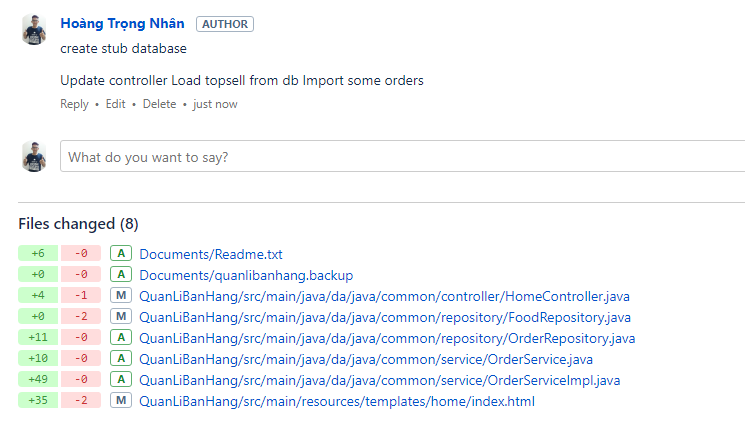 Hoàng Trọng Nhân AUTHOR
create stub database
Update controller Load topsell from db Import some orders
Reply • Edit • Delete • just now
What do you want to say?
Files changed (8)
+6 -0 A Documents/Readme.txt
+0 -0 A Documents/quanlibanhang.backup
+4 -1 M QuanLiBanHang/src/main/java/da/java/common/controller/HomeController.java
+0 -2 M QuanLiBanHang/src/main/java/da/java/common/repository/FoodRepository.java
+11 -0 A QuanLiBanHang/src/main/java/da/java/common/repository/OrderRepository.java
+10 -0 A QuanLiBanHang/src/main/java/da/java/common/service/OrderService.java
+49 -0 A QuanLiBanHang/src/main/java/da/java/common/service/OrderServiceImpl.java
+35 -2 M QuanLiBanHang/src/main/resources/templates/home/index.html